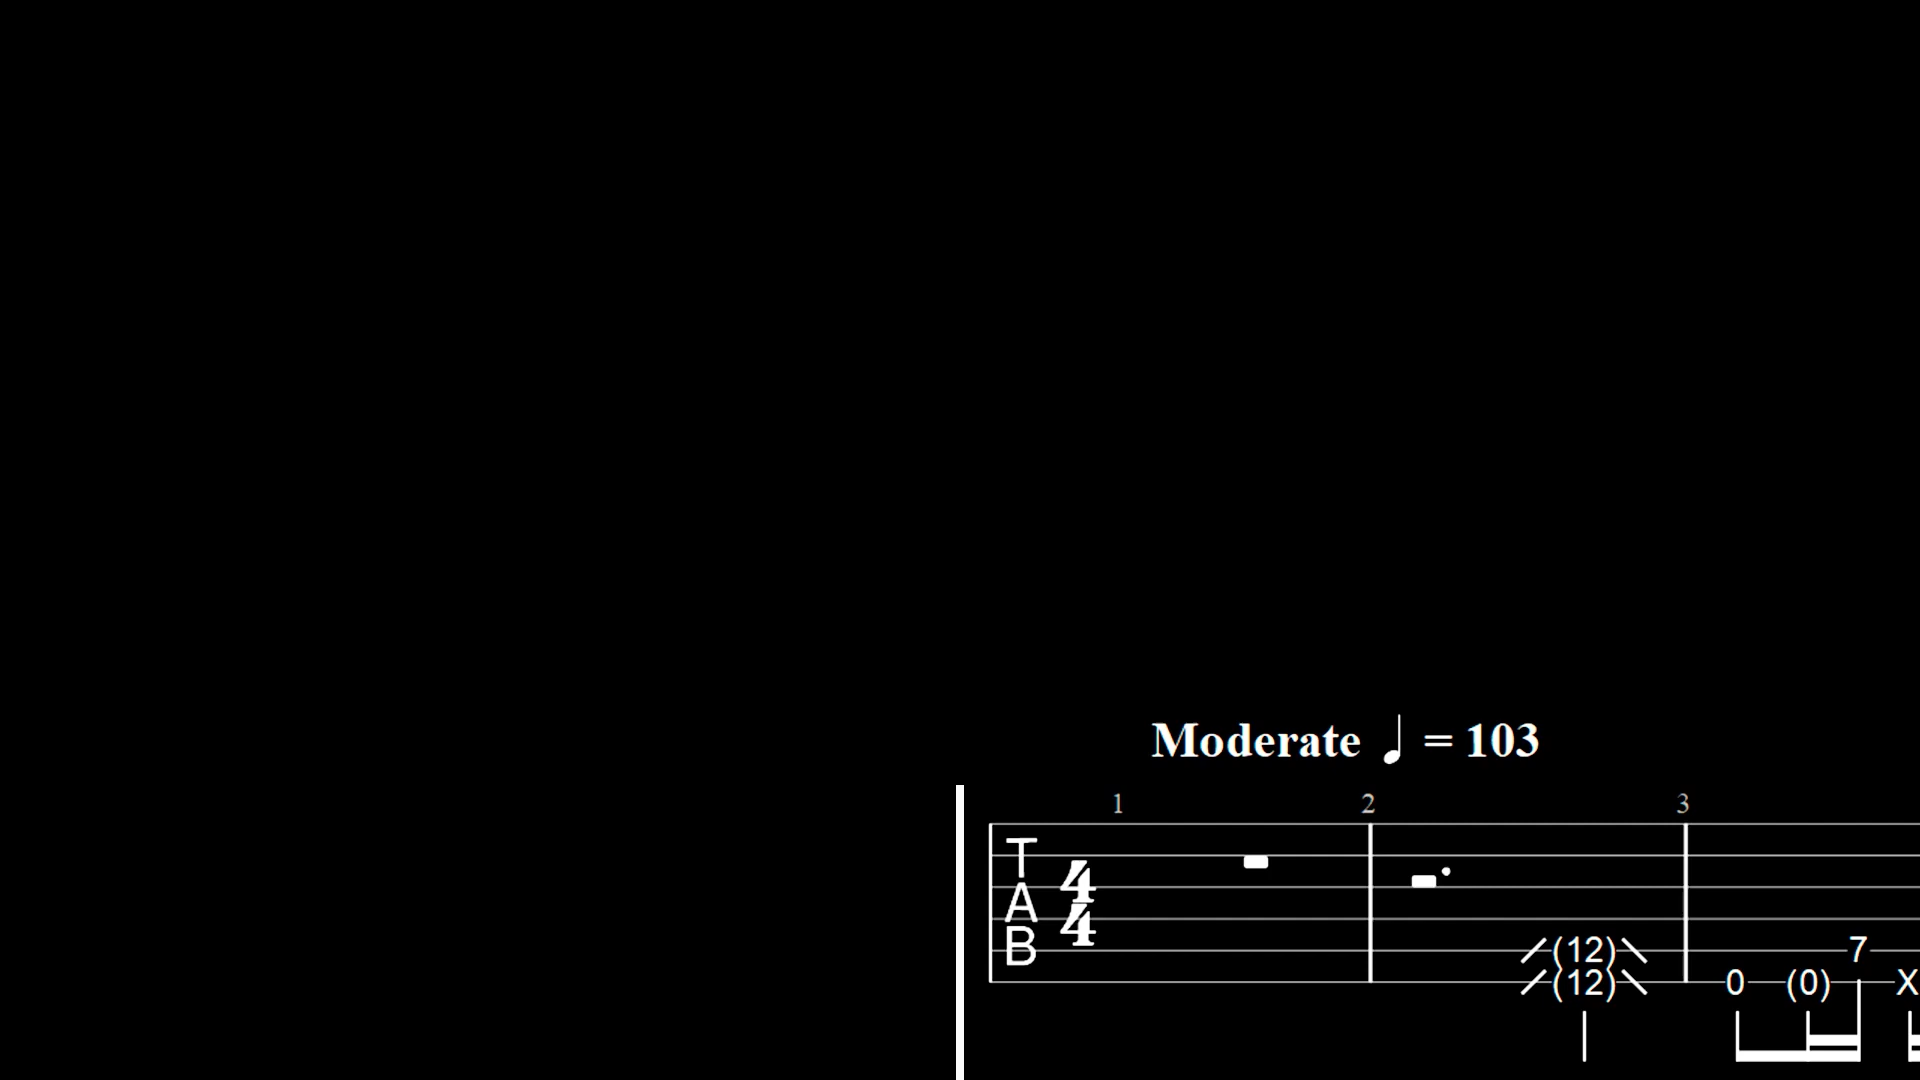 Moderate ♩ = 103
1 2 3
T
A
B
4
4
(12) 7
(12) 0 (0) X